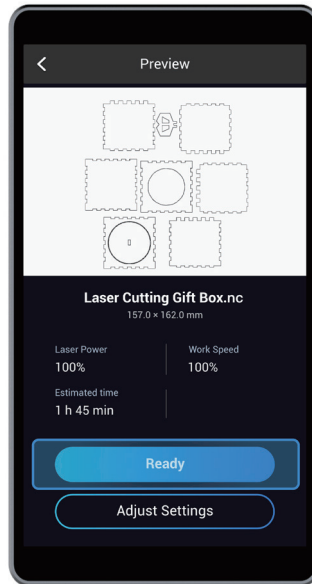 Preview
Laser Cutting Gift Box.nc
157.0 × 162.0 mm
Laser Power
Work Speed
100%
100%
Estimated time
1 h 45 min
Ready
Adjust Settings